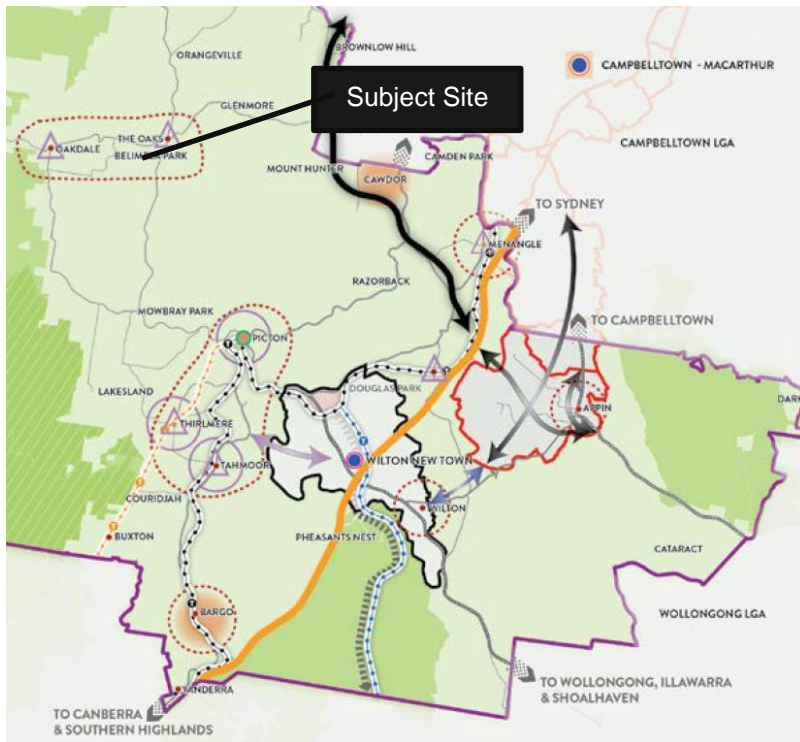 BROWNLOW HILL
ORANGEVILLE
CAMPBELLTOWN - MACARTHUR
Subject Site
GLENMORE
THE OAKS
OAKDALE
CAMPBELLTOWN LGA
CAMDEN PARK
MOUNT HUNTER
CAWDOR
TO SYDNEY
MENANGLE
RAZORBACK
MOWBRAY PARK
TO CAMPBELLTOWN
PICTON
DOUGLAS PARK
LAKESLAND
APPIN
THIRLMERE
WILTON NEW TOWN
TAHMOOR
COURIDJAH
WILTON
BUXTON
PHEASANTS NEST
CATARACT
BARGO
WOLLONGONG LGA
YANDERRA
TO WOLLONGONG, ILLAWARRA
& SHOALHAVEN
TO CANBERRA
& SOUTHERN HIGHLANDS